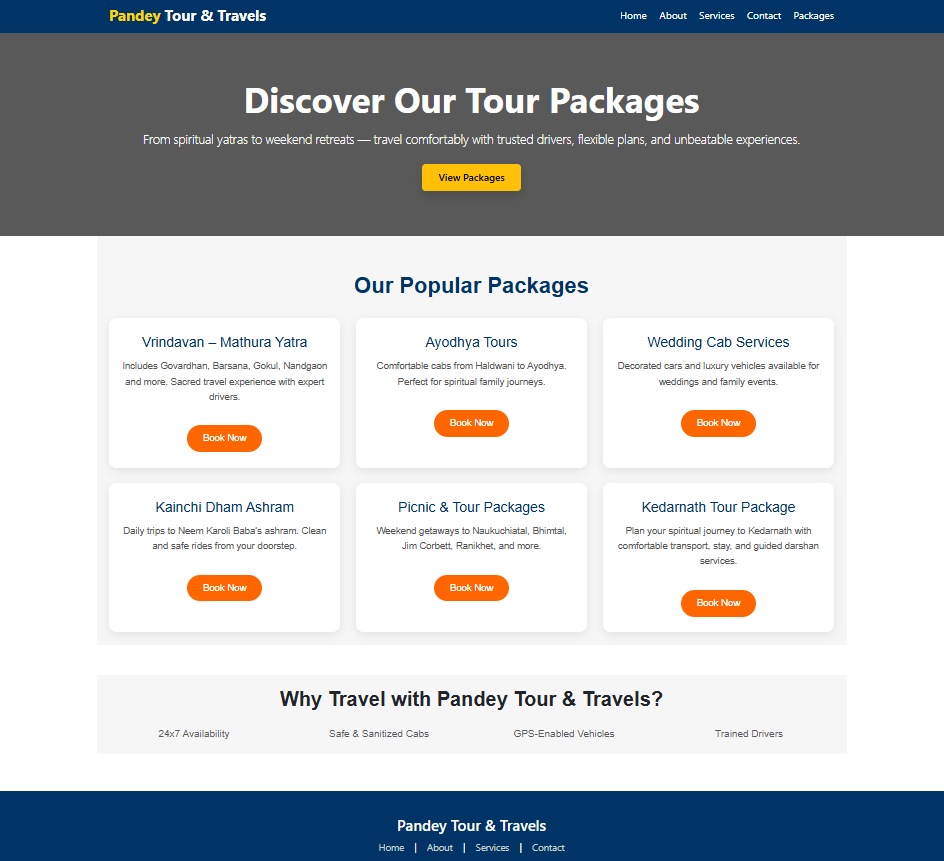 Pandey Tour & Travels
Home About Services Contact Packages
Discover Our Tour Packages
From spiritual yatras to weekend retreats — travel comfortably with trusted drivers, flexible plans, and unbeatable experiences.
View Packages
Our Popular Packages
Vrindavan – Mathura Yatra
Includes Govardhan, Barsana, Gokul, Nandgaon
and more. Sacred travel experience with expert
drivers.
Book Now
Ayodhya Tours
Comfortable cabs from Haldwani to Ayodhya.
Perfect for spiritual family journeys.
Book Now
Wedding Cab Services
Decorated cars and luxury vehicles available for
weddings and family events.
Book Now
Kainchi Dham Ashram
Daily trips to Neem Karoli Baba's ashram. Clean
and safe rides from your doorstep.
Book Now
Picnic & Tour Packages
Weekend getaways to Naukuchiatal, Bhimtal,
Jim Corbett, Ranikhet, and more.
Book Now
Kedarnath Tour Package
Plan your spiritual journey to Kedarnath with
comfortable transport, stay, and guided darshan
services.
Book Now
Why Travel with Pandey Tour & Travels?
24x7 Availability
Safe & Sanitized Cabs
GPS-Enabled Vehicles
Trained Drivers
Pandey Tour & Travels
Home | About | Services | Contact